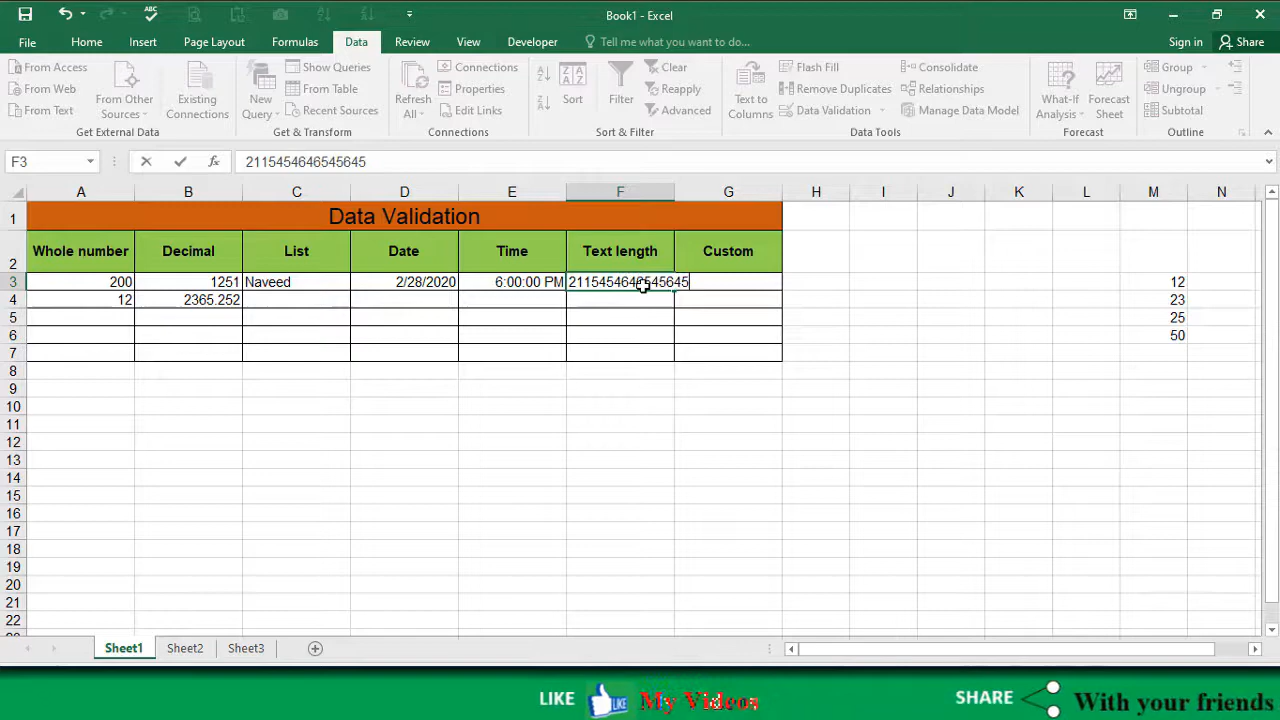 Book1 - Excel
File Home Insert Page Layout Formulas Data Review View Developer Tell me what you want to do... Sign in Share
From Access
From Web
From Text
From Other Sources
Existing Connections
Get External Data
New Query
Show Queries
From Table
Recent Sources
Get & Transform
Refresh All
Connections
Properties
Edit Links
Connections
Sort
Filter
Clear
Reapply
Advanced
Sort & Filter
Text to Columns
Flash Fill
Remove Duplicates
Data Validation
Consolidate
Relationships
Manage Data Model
Data Tools
What-If Analysis
Forecast Sheet
Forecast
Group
Ungroup
Subtotal
Outline
F3 fx 2115454646545645
A B C D E F G H I J K L M N
1 Data Validation
2 Whole number Decimal List Date Time Text length Custom
3 200 1251 Naveed 2/28/2020 6:00:00 PM 2115454646545645 12
4 12 2365.252 23
5 25
6 50
7
8
9
10
11
12
13
14
15
16
17
18
19
20
21
22
Sheet1 Sheet2 Sheet3
LIKE LIKE My Videos SHARE With your friends